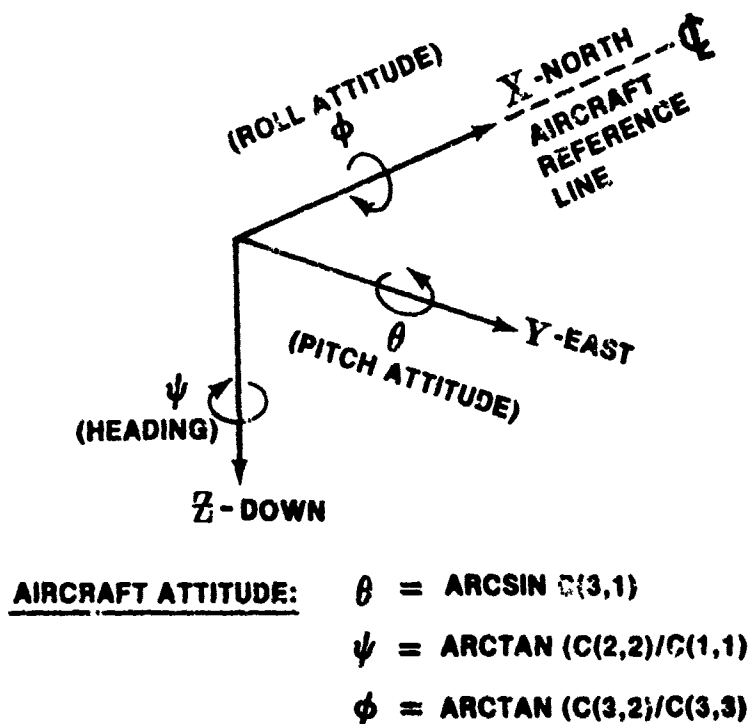 (ROLL ATTITUDE)
ϕ
X-NORTH
℄
AIRCRAFT
REFERENCE
LINE
θ
(PITCH ATTITUDE)
Y-EAST
ψ
(HEADING)
Z-DOWN
AIRCRAFT ATTITUDE: θ = ARCSIN C(3,1)
ψ = ARCTAN (C(2,2)/C(1,1)
ϕ = ARCTAN (C(3,2)/C(3,3)